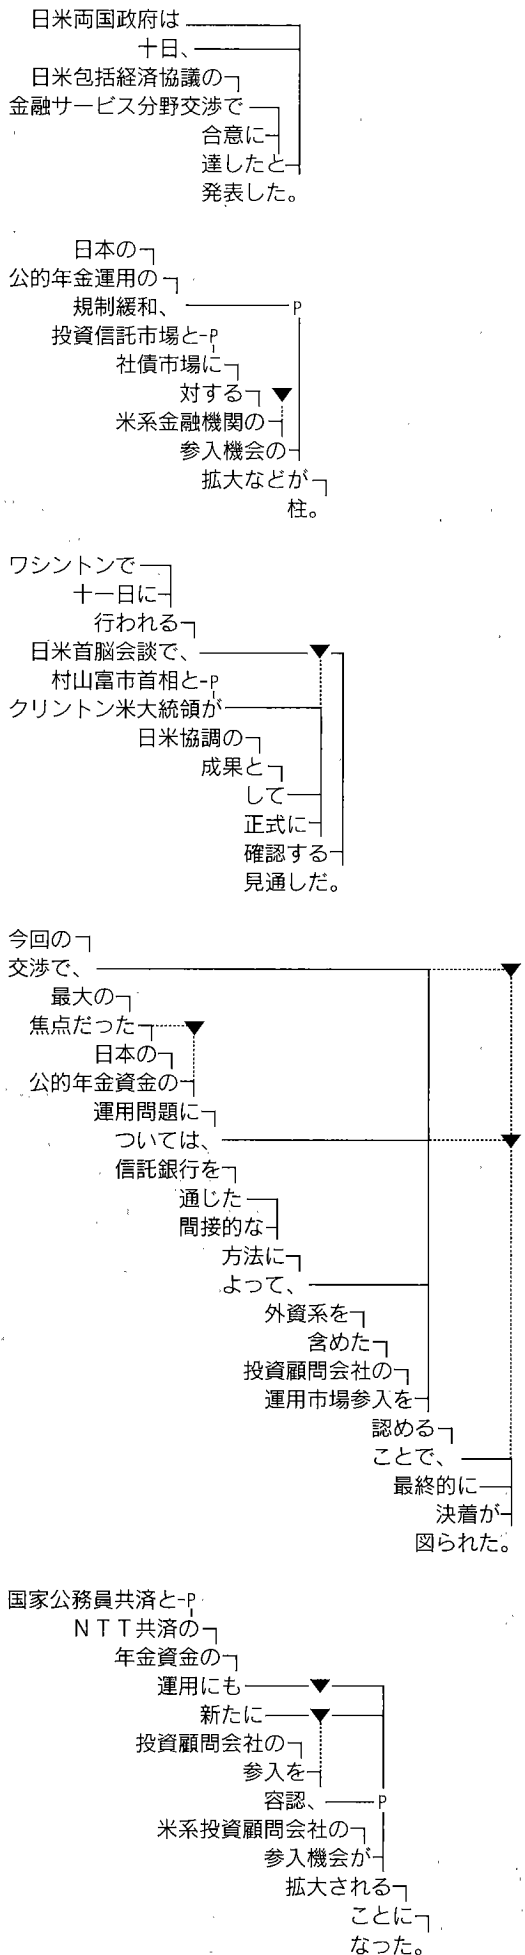 日米両国政府は
十日、
日米包括経済協議の
金融サービス分野交渉で
合意に
達したと
発表した。
日本の
公的年金運用の
規制緩和、 P
投資信託市場と P
社債市場に
対する
米系金融機関の
参入機会の
拡大などが
柱。
ワシントンで
十一日に
行われる
日米首脳会談で、
村山富市首相と P
クリントン米大統領が
日米協調の
成果と
して
正式に
確認する
見通しだ。
今回の
交渉で、
最大の
焦点だった
日本の
公的年金資金の
運用問題に
ついては、
信託銀行を
通じた
間接的な
方法に
よって、
外資系を
含めた
投資顧問会社の
運用市場参入を
認める
ことで、
最終的に
決着が
図られた。
国家公務員共済と P
ＮＴＴ共済の
年金資金の
運用にも
新たに
投資顧問会社の
参入を
容認、 P
米系投資顧問会社の
参入機会が
拡大される
ことに
なった。